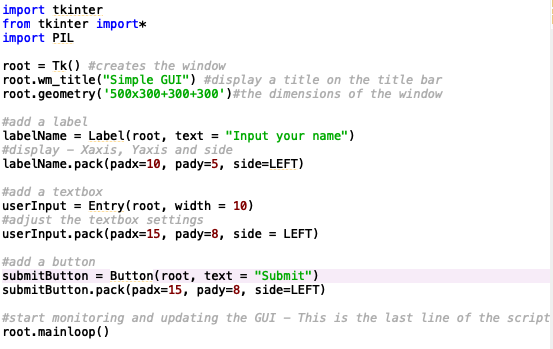 import tkinter
from tkinter import*
import PIL
root = Tk() #creates the window
root.wm_title("Simple GUI") #display a title on the title bar
root.geometry('500x300+300+300')#the dimensions of the window
#add a label
labelName = Label(root, text = "Input your name")
#display – Xaxis, Yaxis and side
labelName.pack(padx=10, pady=5, side=LEFT)
#add a textbox
userInput = Entry(root, width = 10)
#adjust the textbox settings
userInput.pack(padx=15, pady=8, side = LEFT)
#add a button
submitButton = Button(root, text = "Submit")
submitButton.pack(padx=15, pady=8, side=LEFT)
#start monitoring and updating the GUI – This is the last line of the script
root.mainloop()